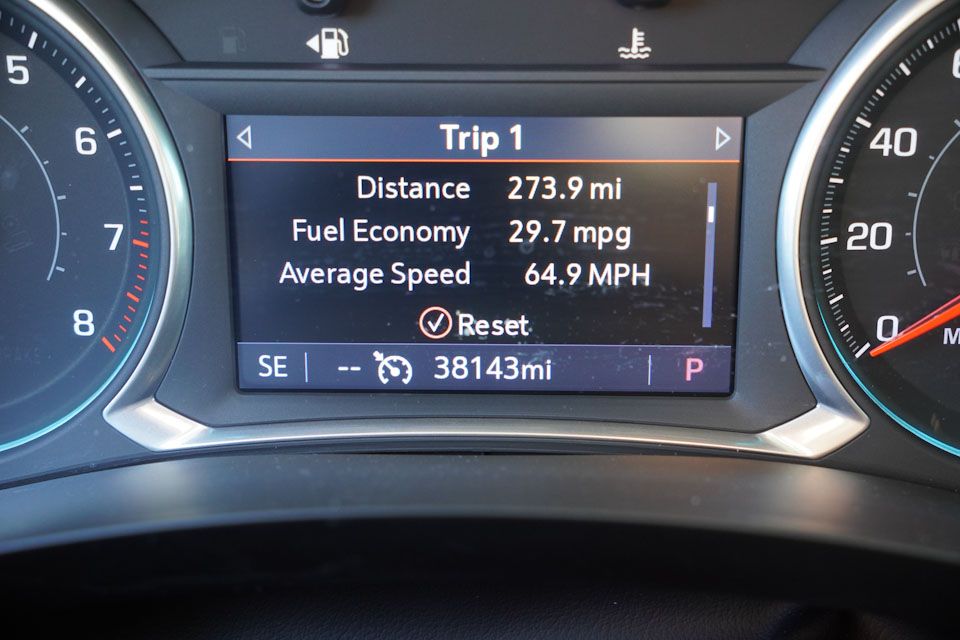 Trip 1
Distance 273.9 mi
Fuel Economy 29.7 mpg
Average Speed 64.9 MPH
Reset
SE -- 38143mi P
5
6
7
8
40
20
0